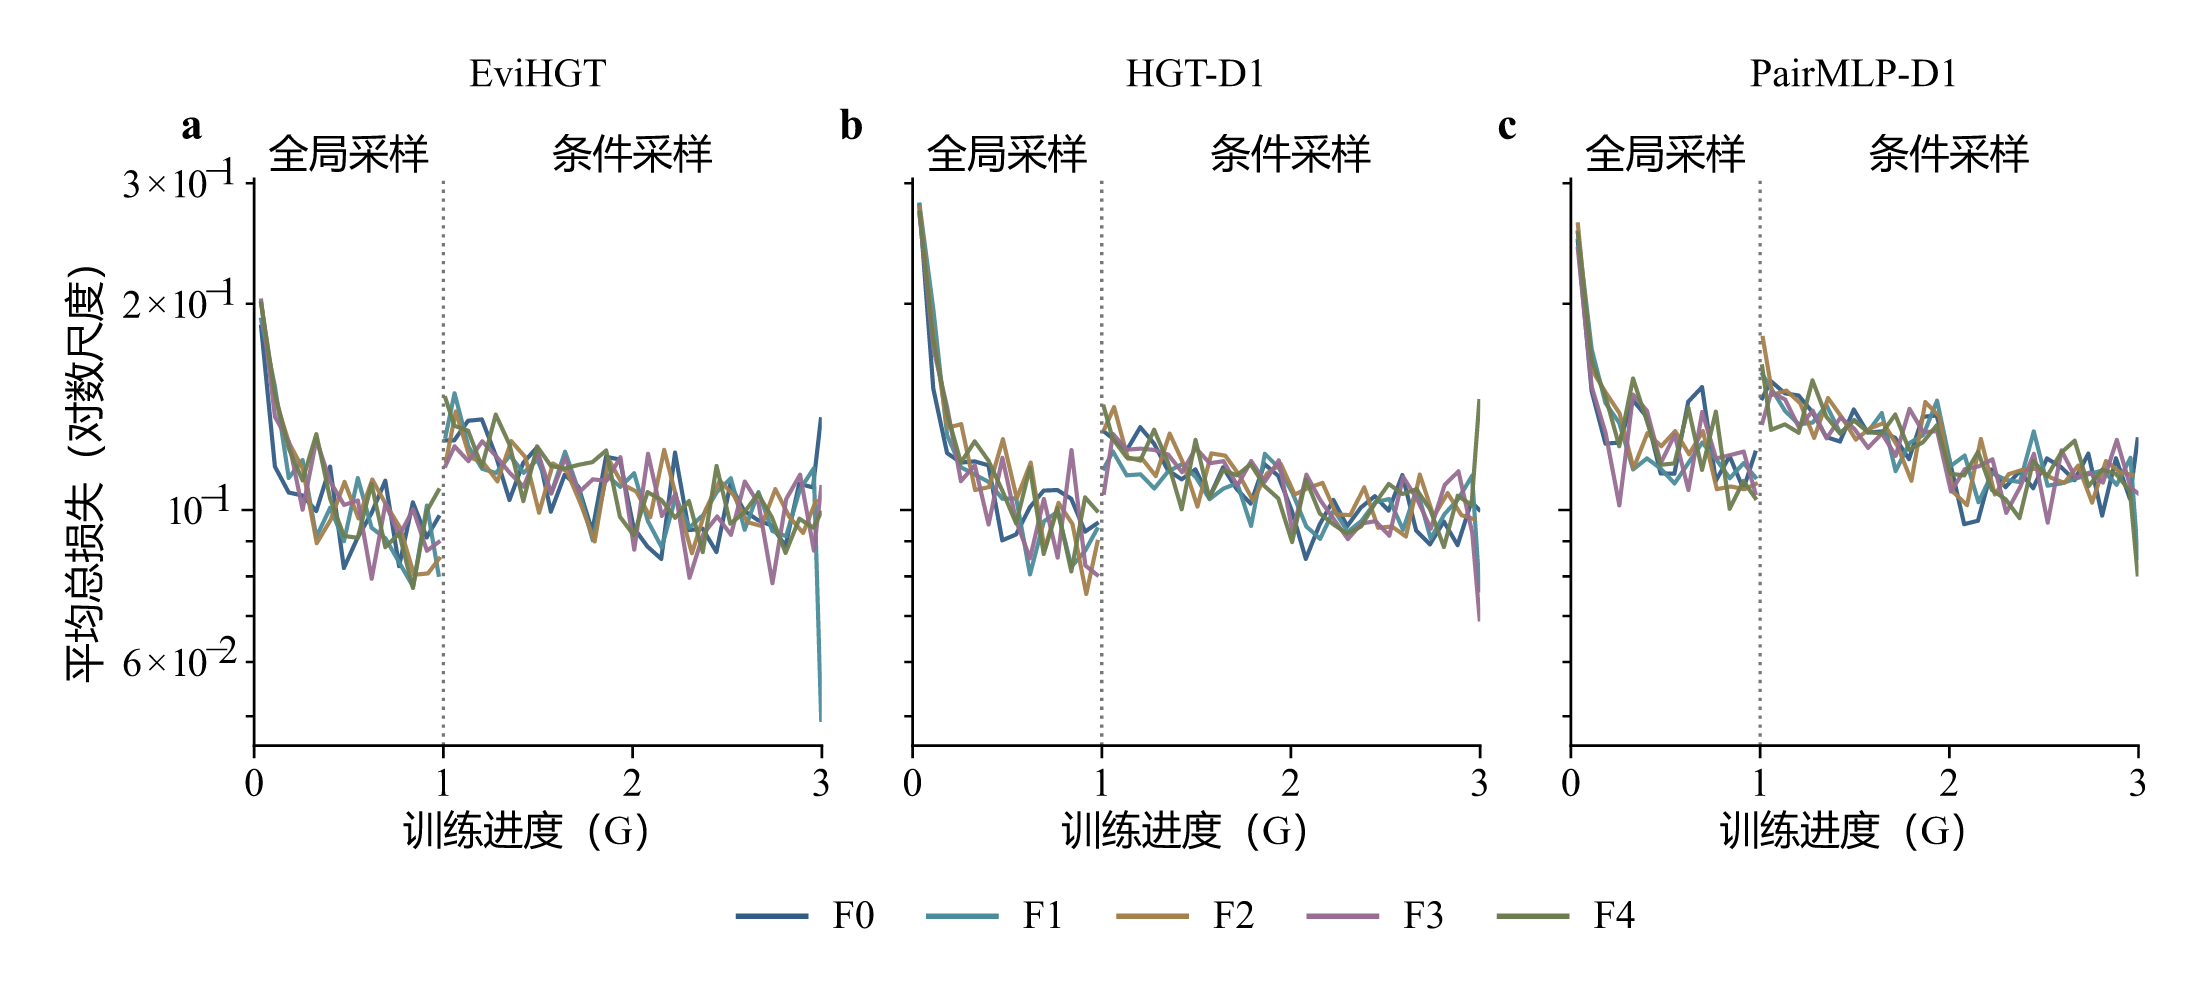 EviHGT
HGT-D1
PairMLP-D1
a
b
c
全局采样
条件采样
全局采样
条件采样
全局采样
条件采样
3×10⁻¹
2×10⁻¹
10⁻¹
6×10⁻²
平均总损失（对数尺度）
0 1 2 3
0 1 2 3
0 1 2 3
训练进度（G）
训练进度（G）
训练进度（G）
F0 F1 F2 F3 F4